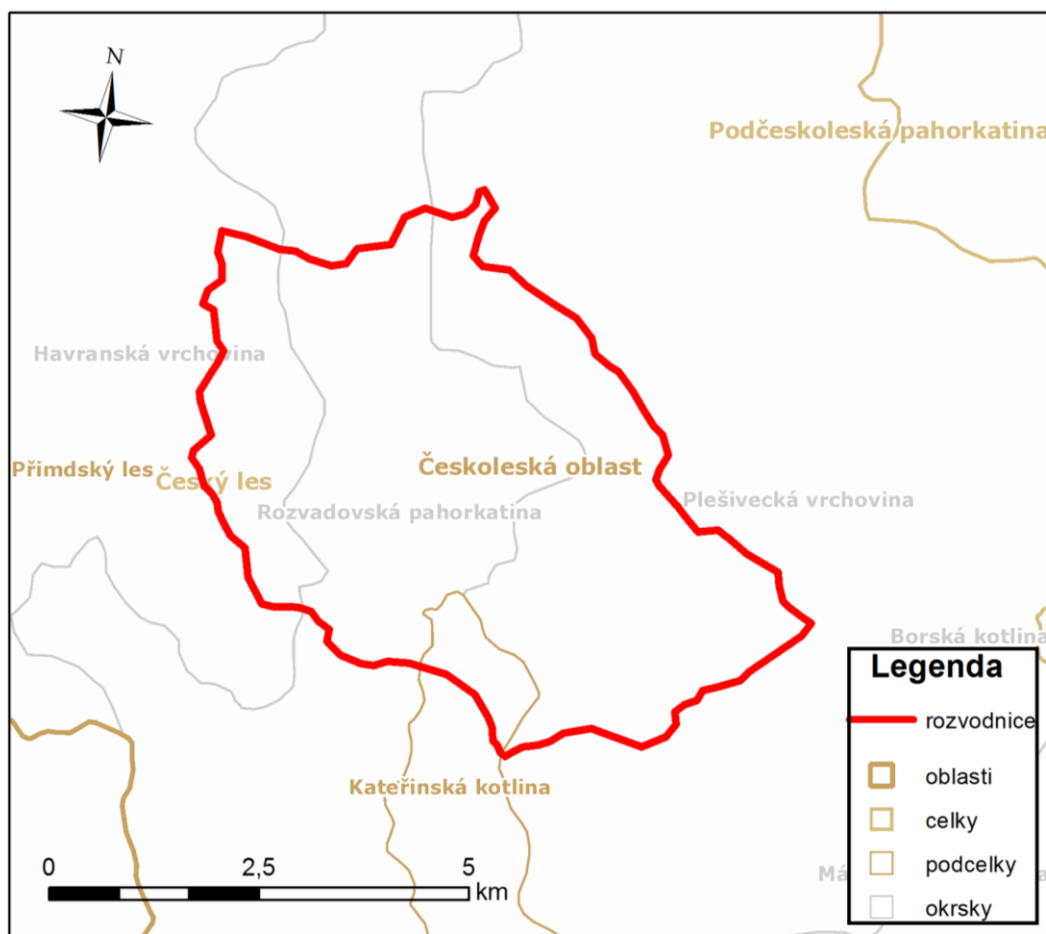 N
Podčeskoleská pahorkatina
Havranská vrchovina
Českoleská oblast
Přimdský les
Český les
Rozvadovská pahorkatina
Plešivecká vrchovina
Borská kotlina
Kateřinská kotlina
Legenda
rozvodnice
oblasti
celky
podcelky
okrsky
0 2,5 5
km